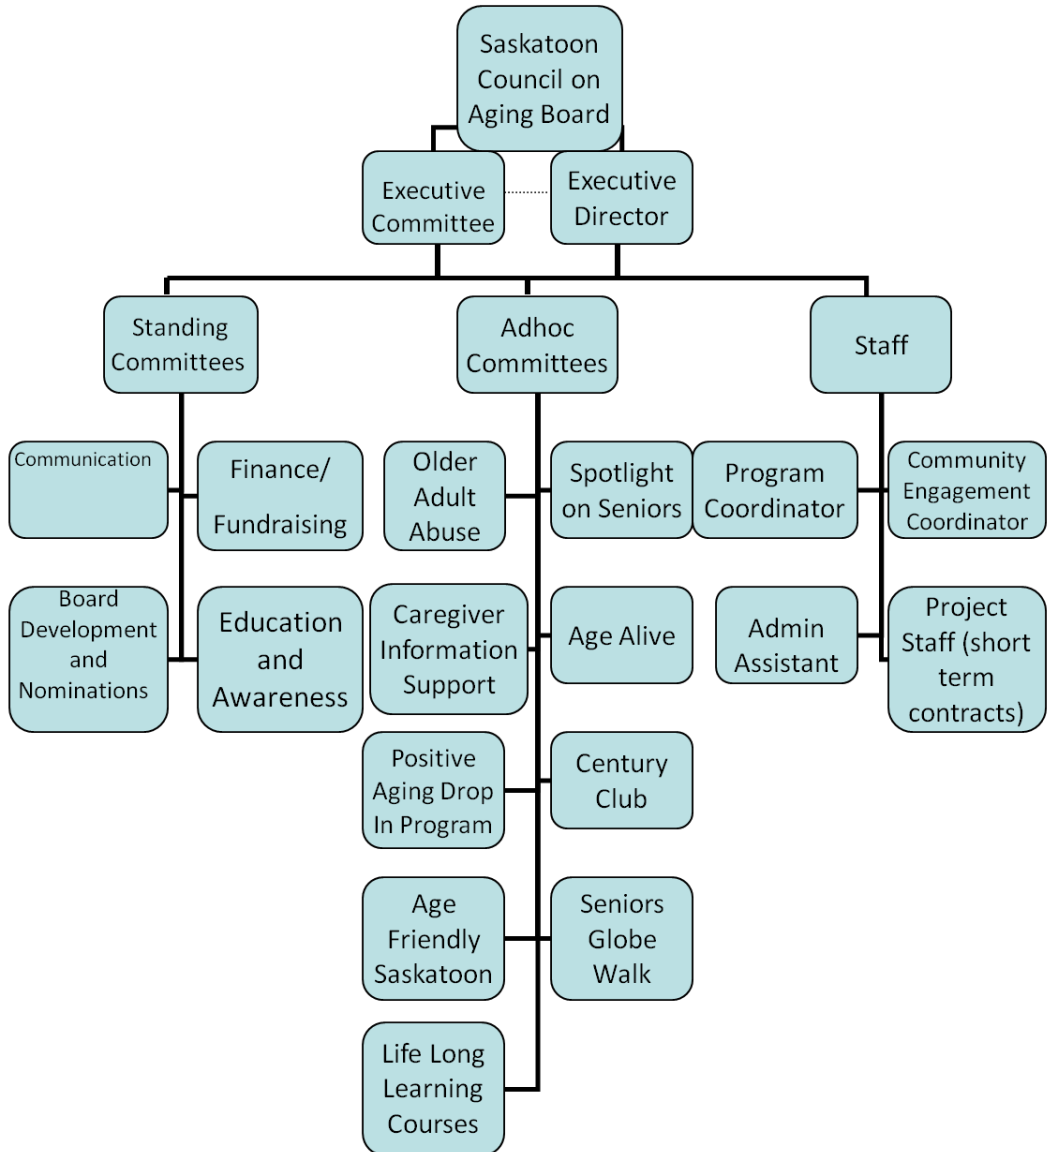 Saskatoon
Council on
Aging Board
Executive
Committee
Executive
Director
Standing
Committees
Adhoc
Committees
Staff
Communication
Finance/
Fundraising
Older
Adult
Abuse
Spotlight
on Seniors
Program
Coordinator
Community
Engagement
Coordinator
Board
Development
and
Nominations
Education
and
Awareness
Caregiver
Information
Support
Age Alive
Admin
Assistant
Project
Staff (short
term
contracts)
Positive
Aging Drop
In Program
Century
Club
Age
Friendly
Saskatoon
Seniors
Globe
Walk
Life Long
Learning
Courses